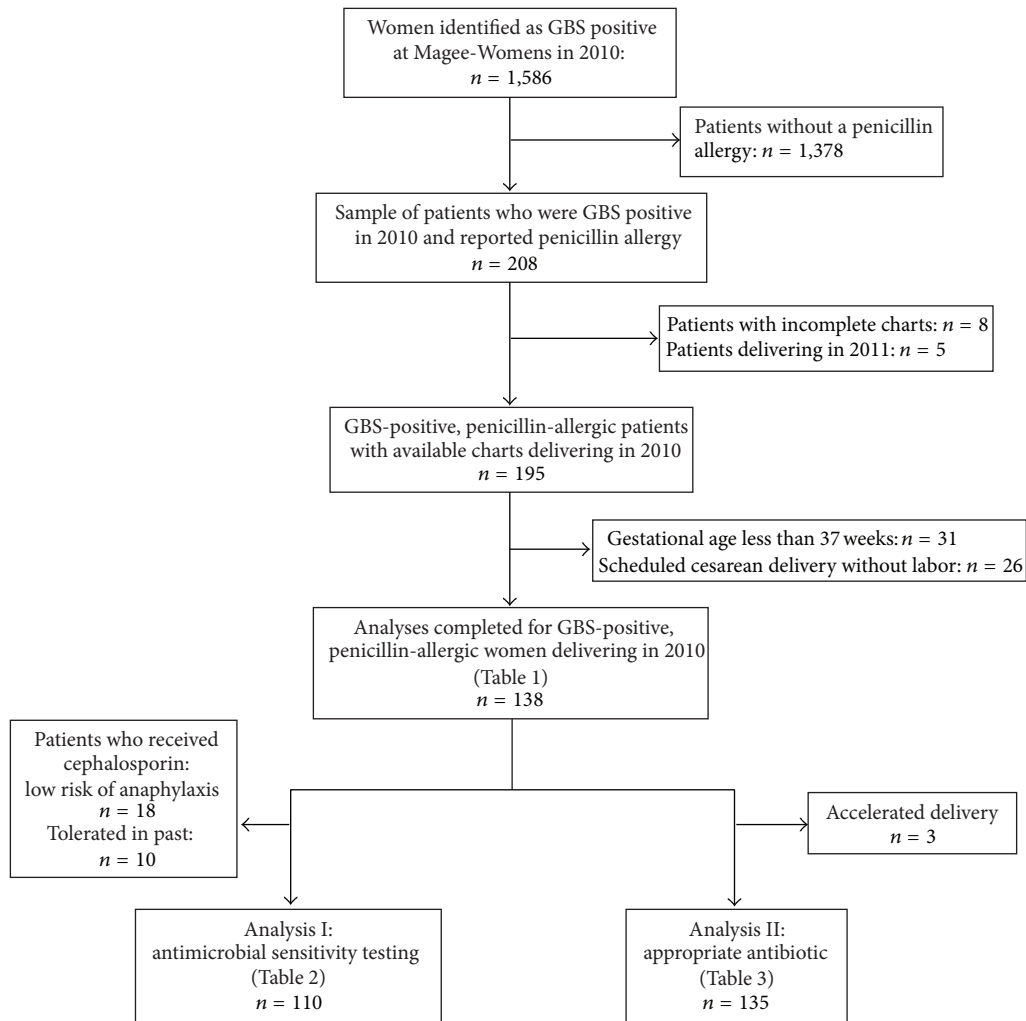 Women identified as GBS positive
at Magee-Womens in 2010:
n = 1,586
Patients without a penicillin
allergy: n = 1,378
Sample of patients who were GBS positive
in 2010 and reported penicillin allergy
n = 208
Patients with incomplete charts: n = 8
Patients delivering in 2011: n = 5
GBS-positive, penicillin-allergic patients
with available charts delivering in 2010
n = 195
Gestational age less than 37 weeks: n = 31
Scheduled cesarean delivery without labor: n = 26
Analyses completed for GBS-positive,
penicillin-allergic women delivering in 2010
(Table 1)
n = 138
Patients who received
cephalosporin:
low risk of anaphylaxis
n = 18
Tolerated in past:
n = 10
Accelerated delivery
n = 3
Analysis I:
antimicrobial sensitivity testing
(Table 2)
n = 110
Analysis II:
appropriate antibiotic
(Table 3)
n = 135